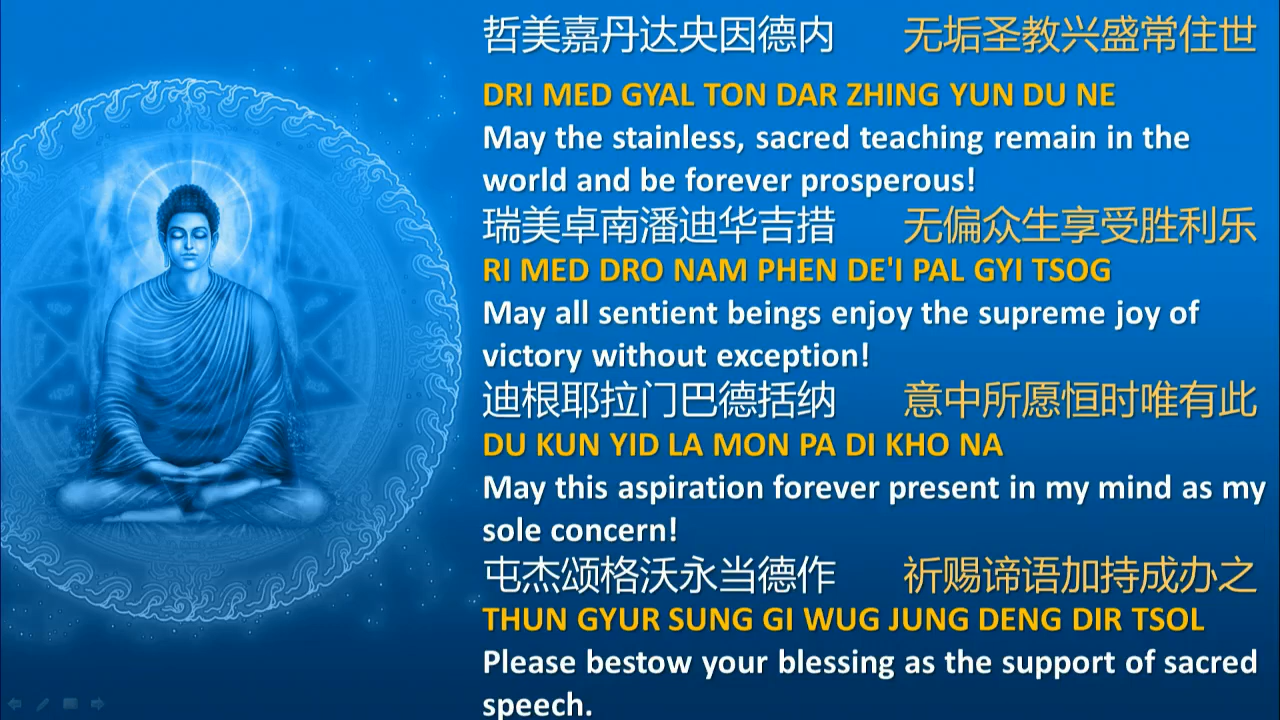 哲美嘉丹达央因德内 无垢圣教兴盛常住世
DRI MED GYAL TON DAR ZHING YUN DU NE
May the stainless, sacred teaching remain in the
world and be forever prosperous!
瑞美卓南潘迪华吉措 无偏众生享受胜利乐
RI MED DRO NAM PHEN DE'I PAL GYI TSOG
May all sentient beings enjoy the supreme joy of
victory without exception!
迪根耶拉门巴德括纳 意中所愿恒时唯有此
DU KUN YID LA MON PA DI KHO NA
May this aspiration forever present in my mind as my
sole concern!
屯杰颂格沃永当德作 祈赐谛语加持成办之
THUN GYUR SUNG GI WUG JUNG DENG DIR TSOL
Please bestow your blessing as the support of sacred
speech.